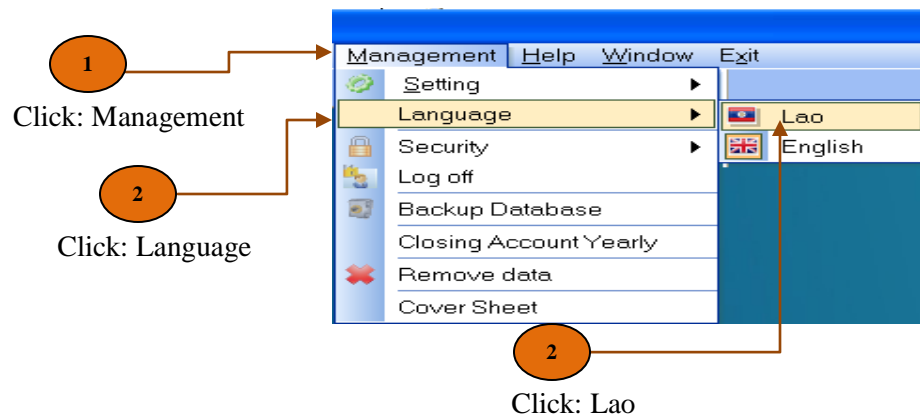 1
Click: Management
2
Click: Language
Management Help Window Exit
Setting
Language
Security
Log off
Backup Database
Closing Account Yearly
Remove data
Cover Sheet
Lao
English
2
Click: Lao